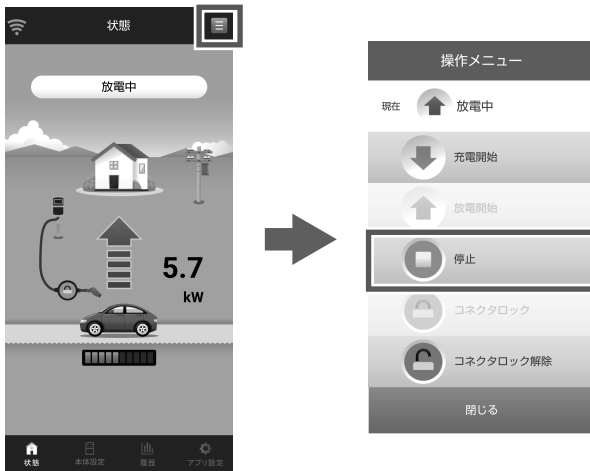 状態
放電中
5.7
kW
状態
本体設定
履歴
アプリ設定
操作メニュー
現在 放電中
充電開始
放電開始
停止
コネクタロック
コネクタロック解除
閉じる